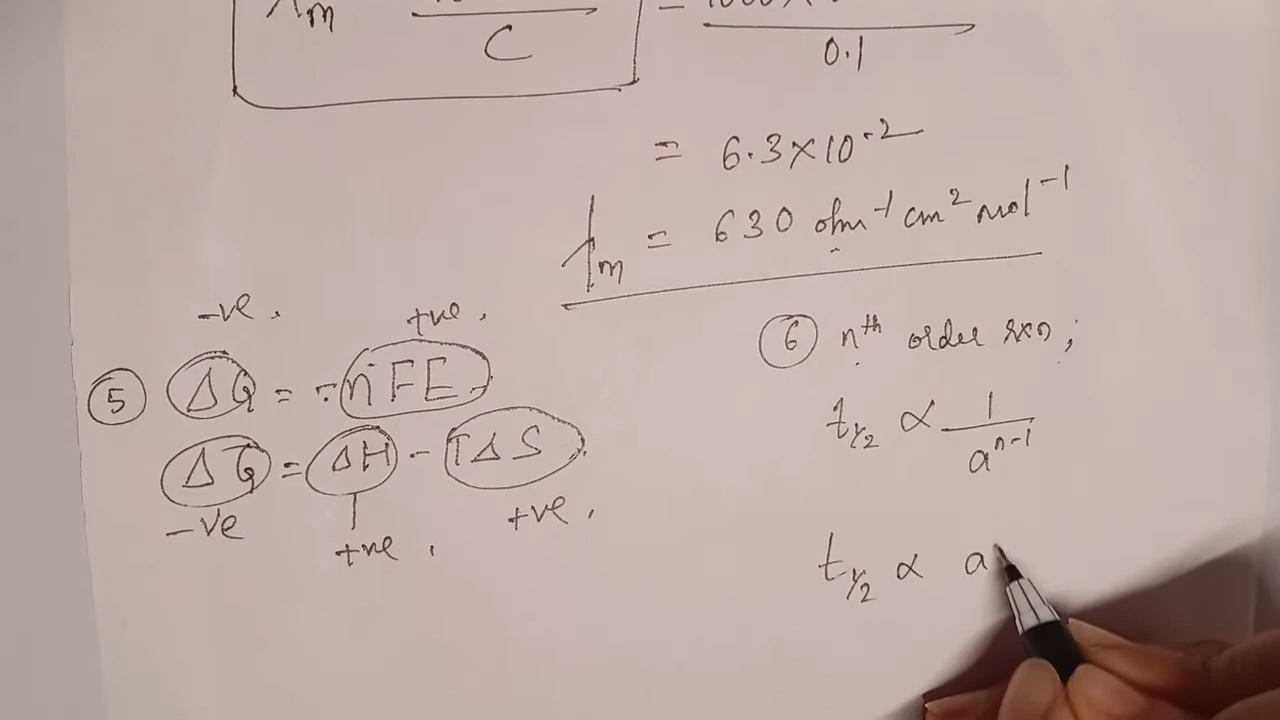 λm
C
0.1
= 6.3×10⁻²
λm = 630 ohm⁻¹ cm² mol⁻¹
-ve. +ve.
⑤ ΔG = -nFE
ΔG = ΔH - TΔS
-ve +ve. +ve.
⑥ nᵗʰ order rxn;
t½ ∝ 1/aⁿ⁻¹
t½ ∝ a